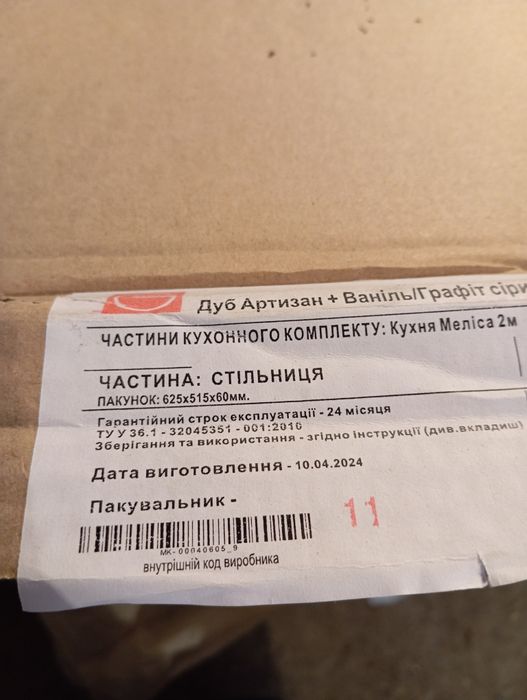 Дуб Артизан + Ваніль/Графіт сіри
ЧАСТИНИ КУХОННОГО КОМПЛЕКТУ: Кухня Меліса 2м
ЧАСТИНА: СТІЛЬНИЦЯ
ПАКУНОК: 625x515x60мм.
Гарантійний строк експлуатації - 24 місяця
ТУ У 36.1 - 32045351 - 001:2010
Зберігання та використання - згідно інструкції (див.вкладиш)
Дата виготовлення - 10.04.2024
Пакувальник -
11
МК-00040605_9
внутрішній код виробника